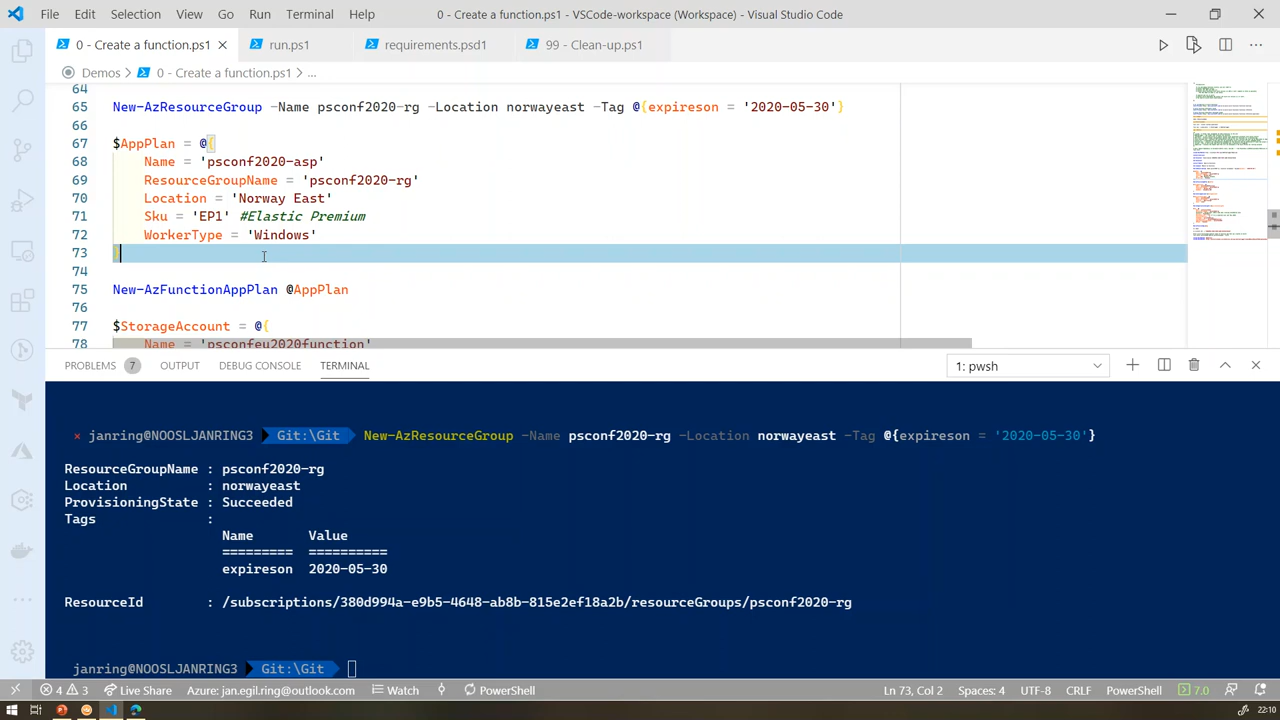 File Edit Selection View Go Run Terminal Help 0 - Create a function.ps1 - VSCode-workspace (Workspace) - Visual Studio Code
0 - Create a function.ps1 run.ps1 requirements.psd1 99 - Clean-up.ps1
Demos > 0 - Create a function.ps1 > ...
64
65 New-AzResourceGroup -Name psconf2020-rg -Location norwayeast -Tag @{expireson = '2020-05-30'}
66
67 $AppPlan = @{
68 Name = 'psconf2020-asp'
69 ResourceGroupName = 'psconf2020-rg'
70 Location = 'Norway East'
71 Sku = 'EP1' #Elastic Premium
72 WorkerType = 'Windows'
73
74
75 New-AzFunctionAppPlan @AppPlan
76
77 $StorageAccount = @{
78 Name = 'psconfeu2020function'
PROBLEMS 7 OUTPUT DEBUG CONSOLE TERMINAL 1: pwsh
× janring@NOOSLJANRING3 Git:\Git New-AzResourceGroup -Name psconf2020-rg -Location norwayeast -Tag @{expireson = '2020-05-30'}
ResourceGroupName : psconf2020-rg
Location : norwayeast
ProvisioningState : Succeeded
Tags :
Name Value
========= ==========
expireson 2020-05-30
ResourceId : /subscriptions/380d994a-e9b5-4648-ab8b-815e2ef18a2b/resourceGroups/psconf2020-rg
janring@NOOSLJANRING3 Git:\Git
4 3 Live Share Azure: jan.egil.ring@outlook.com Watch PowerShell Ln 73, Col 2 Spaces: 4 UTF-8 CRLF PowerShell 7.0
22:10